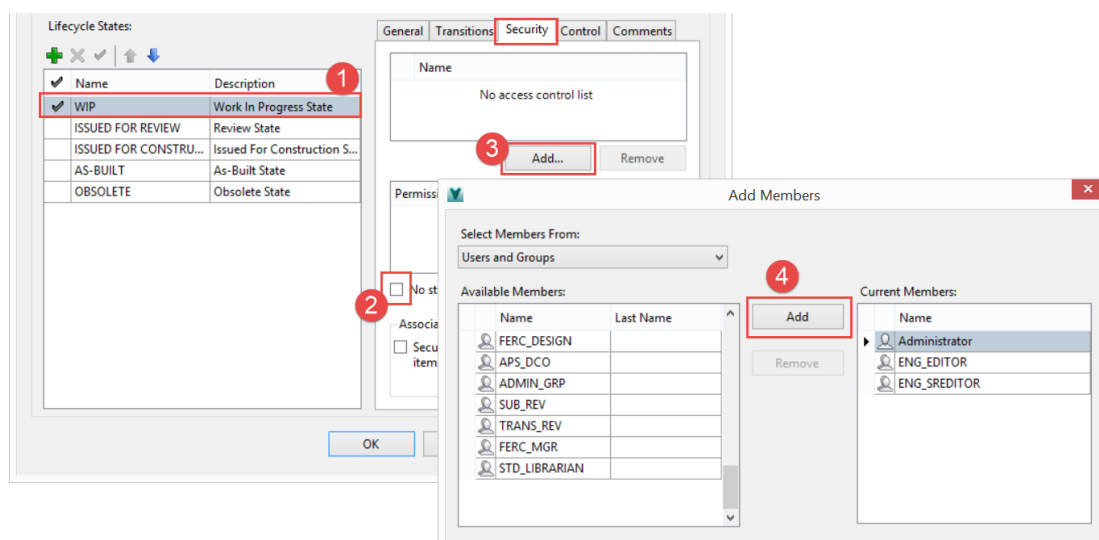 Lifecycle States:
General Transitions Security Control Comments
Name
No access control list
Name Description
1
WIP Work In Progress State
ISSUED FOR REVIEW Review State
ISSUED FOR CONSTRU... Issued For Construction S...
AS-BUILT As-Built State
OBSOLETE Obsolete State
3
Add... Remove
Permiss
2
No st
Associa
Secu
item
OK
Add Members
Select Members From:
Users and Groups
4
Available Members:
Name Last Name
FERC_DESIGN
APS_DCO
ADMIN_GRP
SUB_REV
TRANS_REV
FERC_MGR
STD_LIBRARIAN
Add
Remove
Current Members:
Name
Administrator
ENG_EDITOR
ENG_SREDITOR